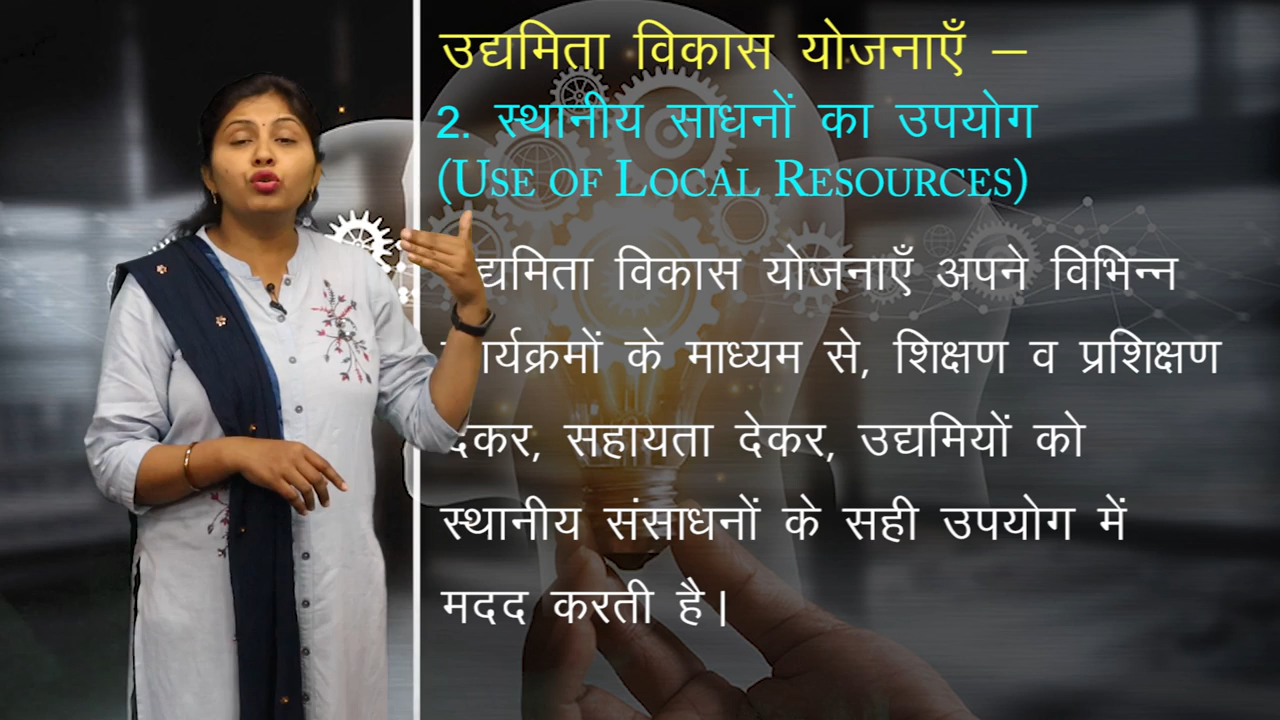 उद्यमिता विकास योजनाएँ –
2. स्थानीय साधनों का उपयोग
(USE OF LOCAL RESOURCES)
विकास योजनाएँ अपने विभिन्न
के माध्यम से, शिक्षण व प्रशिक्षण
देकर, सहायता देकर, उद्यमियों को
स्थानीय संसाधनों के सही उपयोग में
मदद करती है।